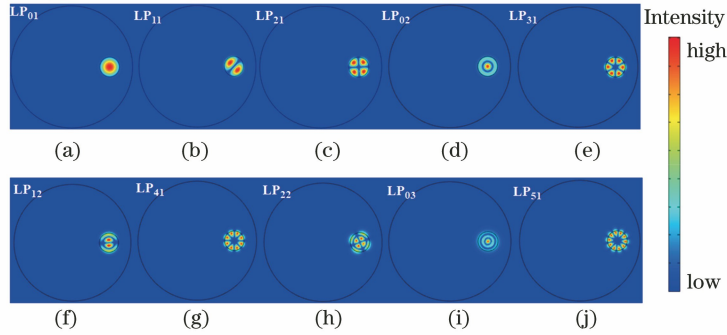 LP01 LP11 LP21 LP02 LP31 Intensity
high
(a) (b) (c) (d) (e)
LP12 LP41 LP22 LP03 LP51
low
(f) (g) (h) (i) (j)